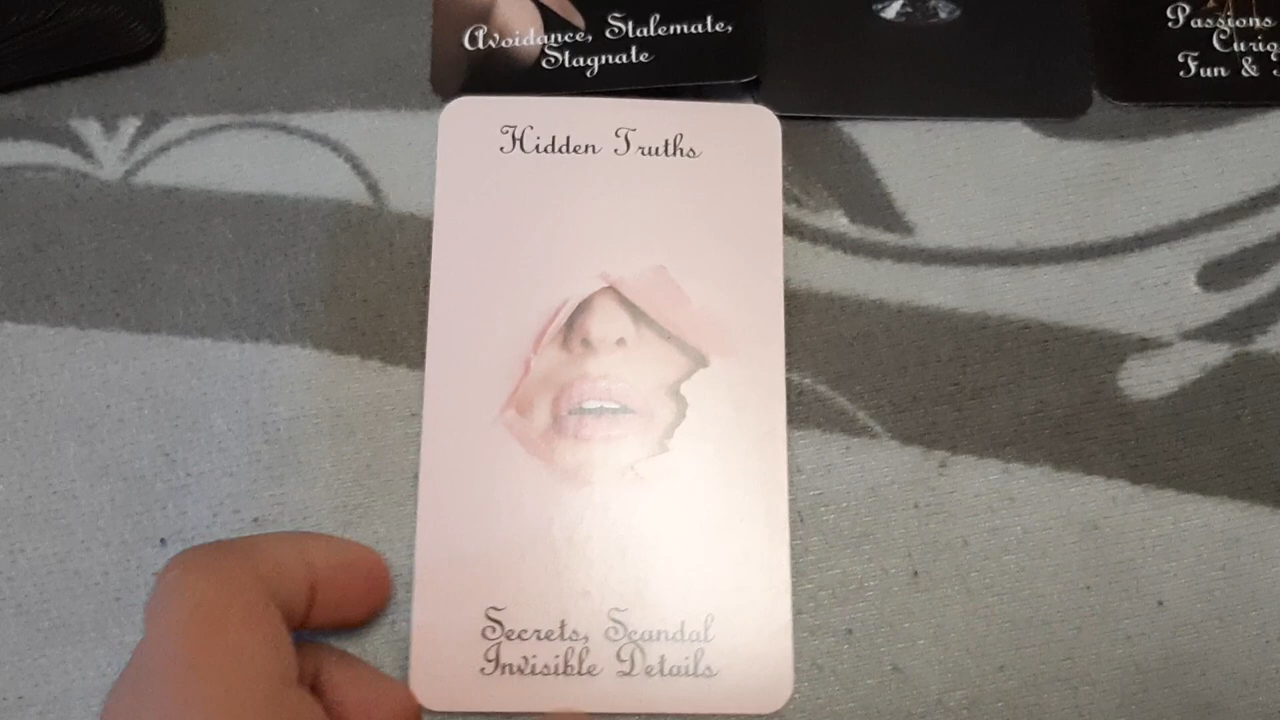 Avoidance, Stalemate,
Stagnate
Passions
Fun &
Hidden Truths
Secrets, Scandal
Invisible Details